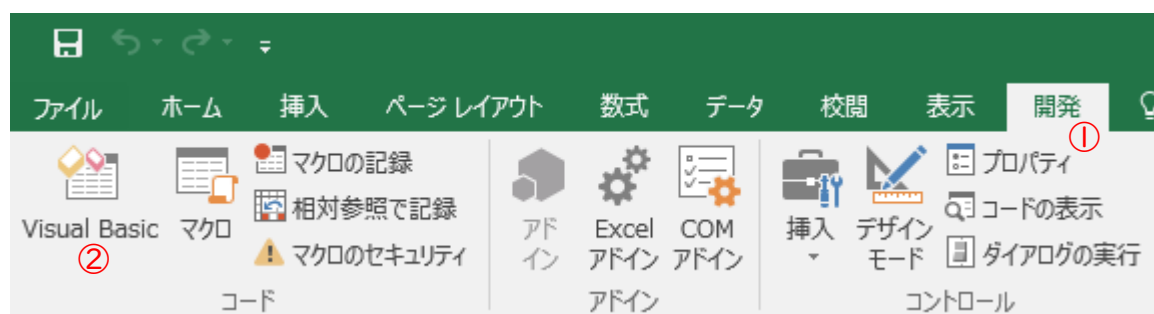 ファイル ホーム 挿入 ページ レイアウト 数式 データ 校閲 表示 開発
①
Visual Basic
②
マクロ
マクロの記録
相対参照で記録
マクロのセキュリティ
コード
アド
イン
Excel
アドイン
COM
アドイン
アドイン
挿入
デザイン
モード
プロパティ
コードの表示
ダイアログの実行
コントロール